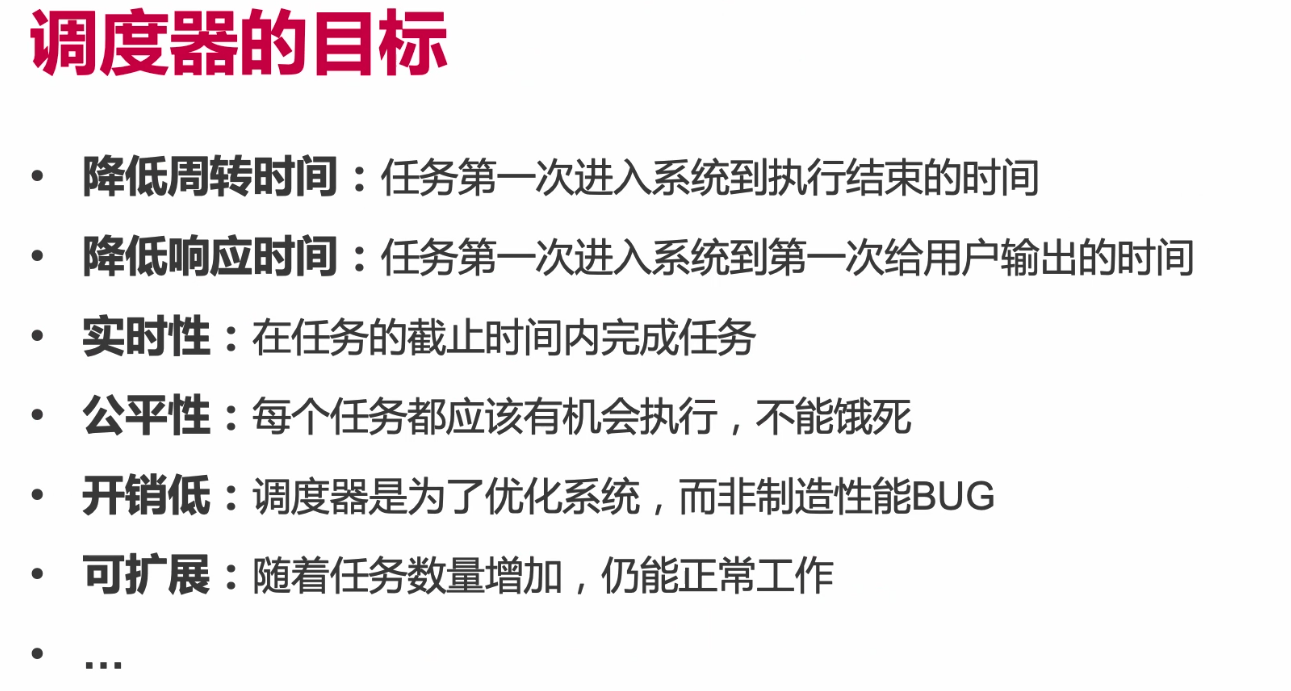 调度器的目标
• 降低周转时间：任务第一次进入系统到执行结束的时间
• 降低响应时间：任务第一次进入系统到第一次给用户输出的时间
• 实时性：在任务的截止时间内完成任务
• 公平性：每个任务都应该有机会执行，不能饿死
• 开销低：调度器是为了优化系统，而非制造性能BUG
• 可扩展：随着任务数量增加，仍能正常工作
• …